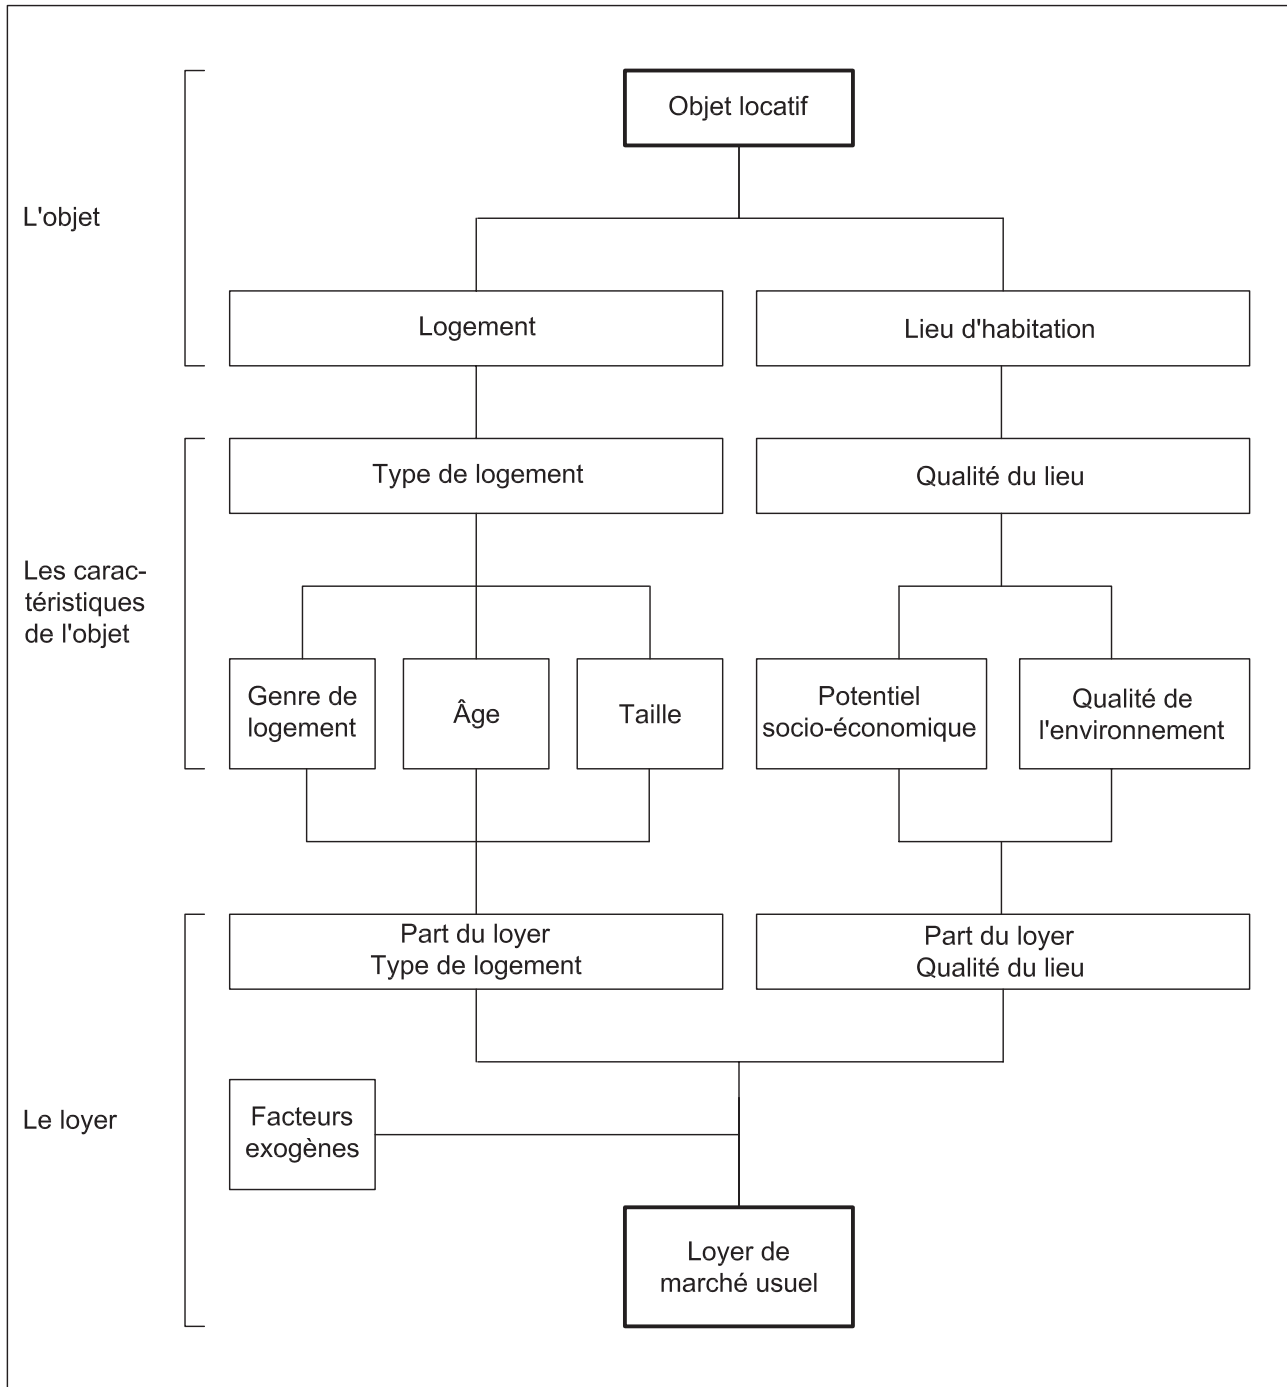 Objet locatif
L'objet
Logement
Lieu d'habitation
Type de logement
Qualité du lieu
Les carac-
téristiques
de l'objet
Genre de
logement
Âge
Taille
Potentiel
socio-économique
Qualité de
l'environnement
Part du loyer
Type de logement
Part du loyer
Qualité du lieu
Le loyer
Facteurs
exogènes
Loyer de
marché usuel